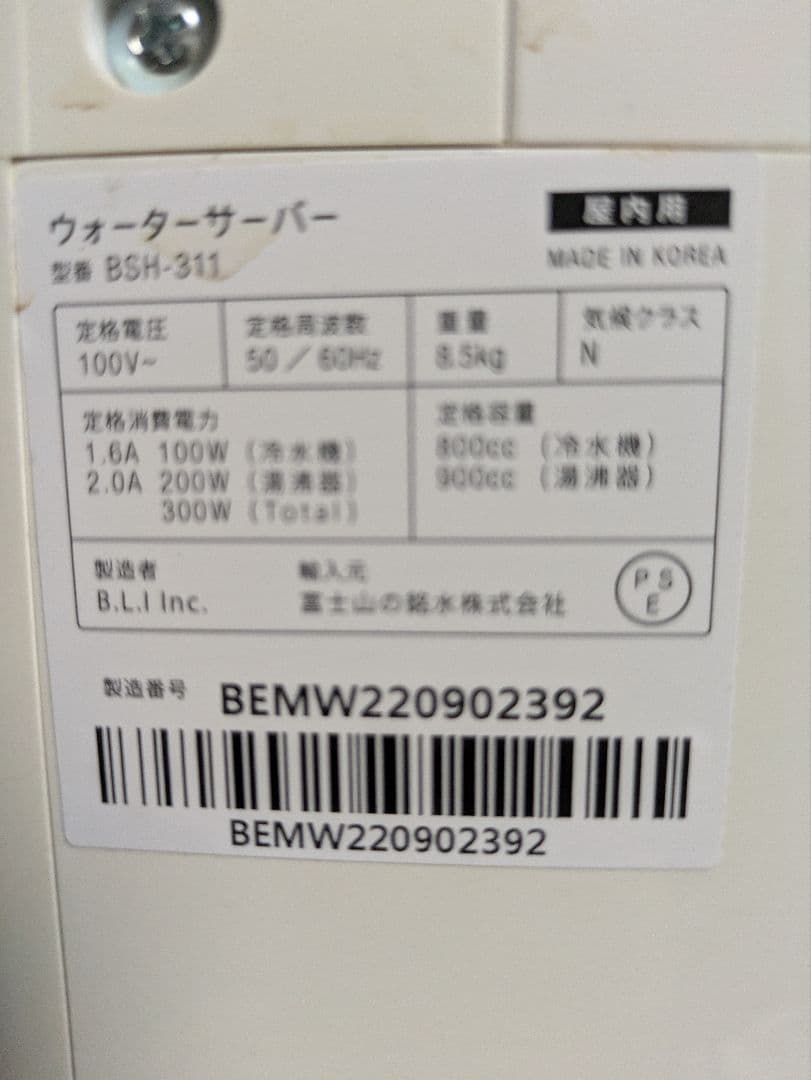 ウォーターサーバー
屋内用
型番 BSH-311
MADE IN KOREA
定格電圧
100V~
定格周波数
50/60Hz
重量
8.5kg
気候クラス
N
定格消費電力
1.6A 100W (冷水機)
2.0A 200W (湯沸器)
300W (Total)
定格容量
800cc (冷水機)
900cc (湯沸器)
製造者
B.L.I Inc.
輸入元
富士山の銘水株式会社
PSE
製造番号 BEMW220902392
BEMW220902392